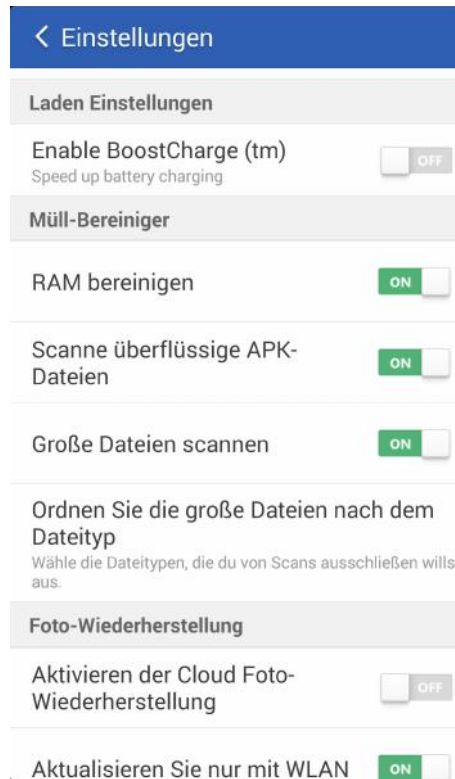 Einstellungen
Laden Einstellungen
Enable BoostCharge (tm)
OFF
Speed up battery charging
Müll-Bereiniger
RAM bereinigen
ON
Scanne überflüssige APK-
Dateien
ON
Große Dateien scannen
ON
Ordnen Sie die große Dateien nach dem
Dateityp
Wähle die Dateitypen, die du von Scans ausschließen wills
aus.
Foto-Wiederherstellung
Aktivieren der Cloud Foto-
Wiederherstellung
OFF
Aktualisieren Sie nur mit WLAN
ON